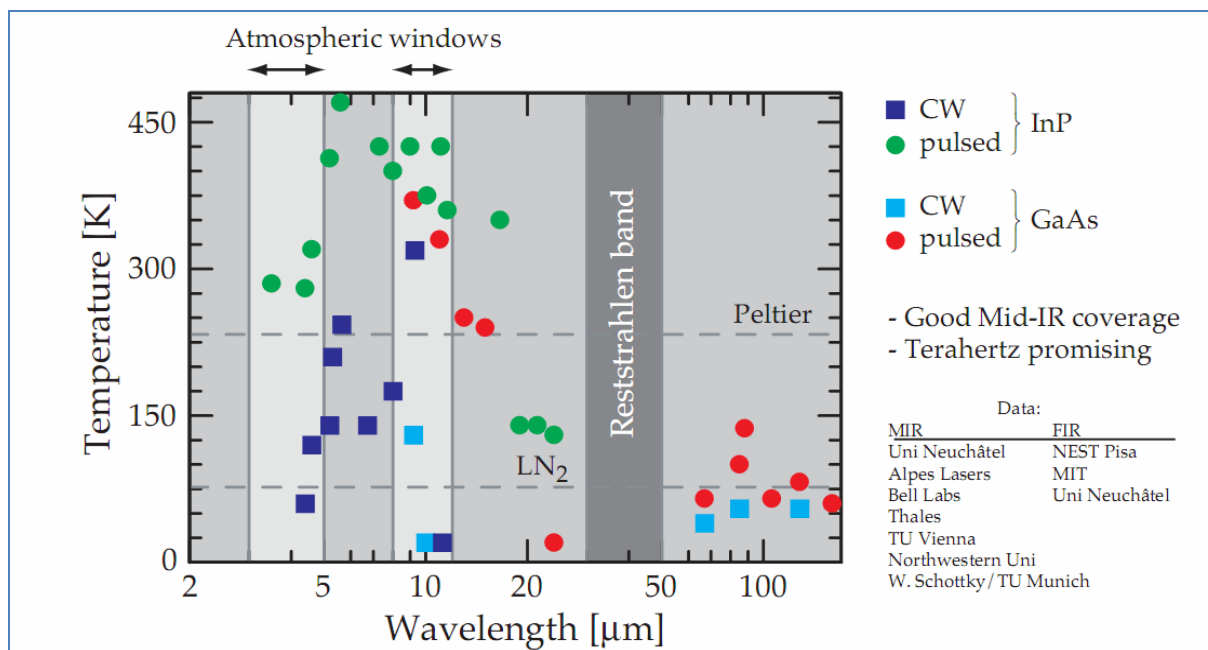 Atmospheric windows
450
300
150
0
Temperature [K]
2
5
10
20
50
100
Wavelength [μm]
Peltier
LN₂
Reststrahlen band
CW
pulsed
InP
CW
pulsed
GaAs
- Good Mid-IR coverage
- Terahertz promising
Data:
MIR FIR
Uni Neuchâtel NEST Pisa
Alpes Lasers MIT
Bell Labs Uni Neuchâtel
Thales
TU Vienna
Northwestern Uni
W. Schottky/TU Munich